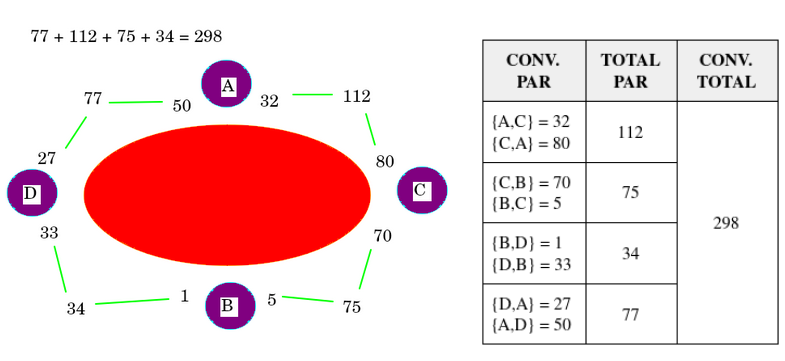 77 + 112 + 75 + 34 = 298
A
77
50
32
112
27
80
D
C
33
70
34
1
B
5
75
CONV. PAR
TOTAL PAR
CONV. TOTAL
{A,C} = 32
{C,A} = 80
112
{C,B} = 70
{B,C} = 5
75
298
{B,D} = 1
{D,B} = 33
34
{D,A} = 27
{A,D} = 50
77